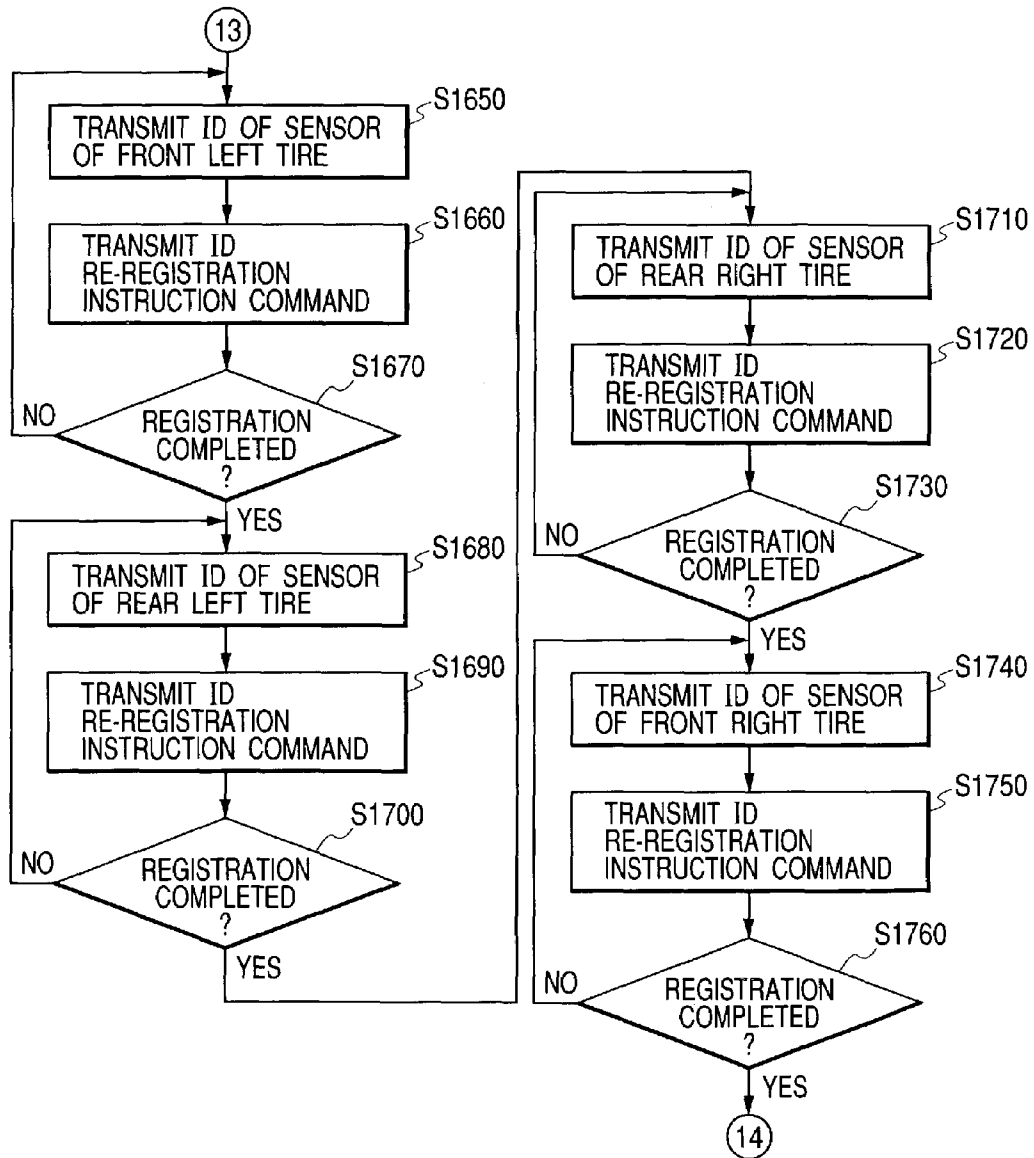 13
S1650
TRANSMIT ID OF SENSOR
OF FRONT LEFT TIRE
S1660
TRANSMIT ID
RE-REGISTRATION
INSTRUCTION COMMAND
S1670
NO
REGISTRATION
COMPLETED
?
YES
S1680
TRANSMIT ID OF SENSOR
OF REAR LEFT TIRE
S1690
TRANSMIT ID
RE-REGISTRATION
INSTRUCTION COMMAND
S1700
NO
REGISTRATION
COMPLETED
?
YES
S1710
TRANSMIT ID OF SENSOR
OF REAR RIGHT TIRE
S1720
TRANSMIT ID
RE-REGISTRATION
INSTRUCTION COMMAND
S1730
NO
REGISTRATION
COMPLETED
?
YES
S1740
TRANSMIT ID OF SENSOR
OF FRONT RIGHT TIRE
S1750
TRANSMIT ID
RE-REGISTRATION
INSTRUCTION COMMAND
S1760
NO
REGISTRATION
COMPLETED
?
YES
14